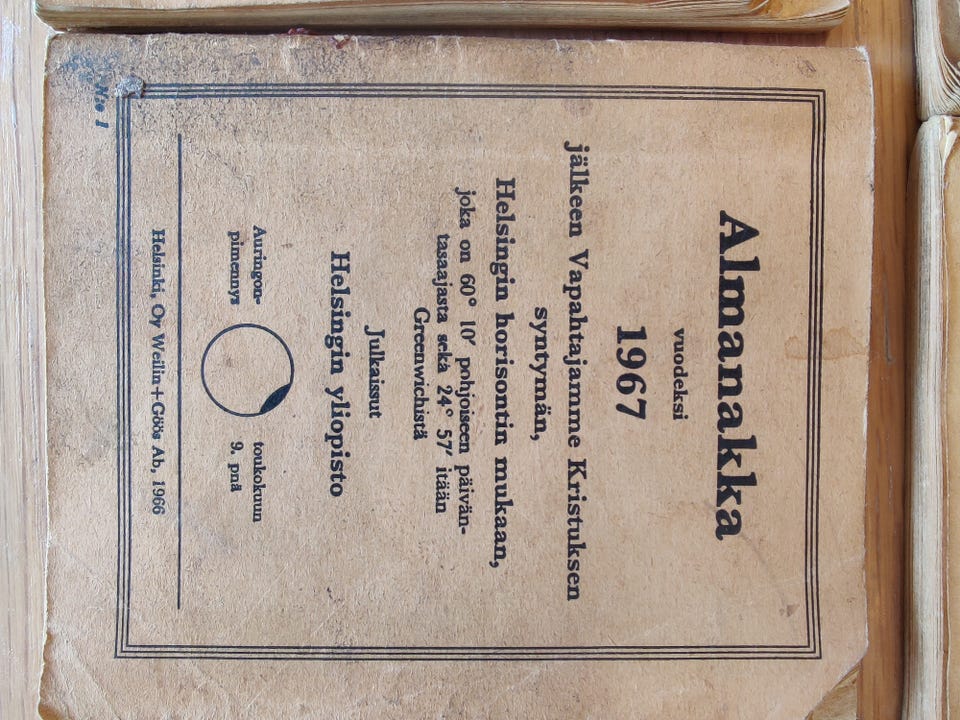 N:o 1
Almanakka
vuodeksi
1967
jälkeen Vapahtajamme Kristuksen
syntymän,
Helsingin horisontin mukaan,
joka on 60° 10′ pohjoiseen päivän-
tasaajasta sekä 24° 57′ itään
Greenwichistä
Julkaissut
Helsingin yliopisto
Auringon-
pimennys
toukokuun
9. pnä
Helsinki, Oy Weilin+Göös Ab, 1966